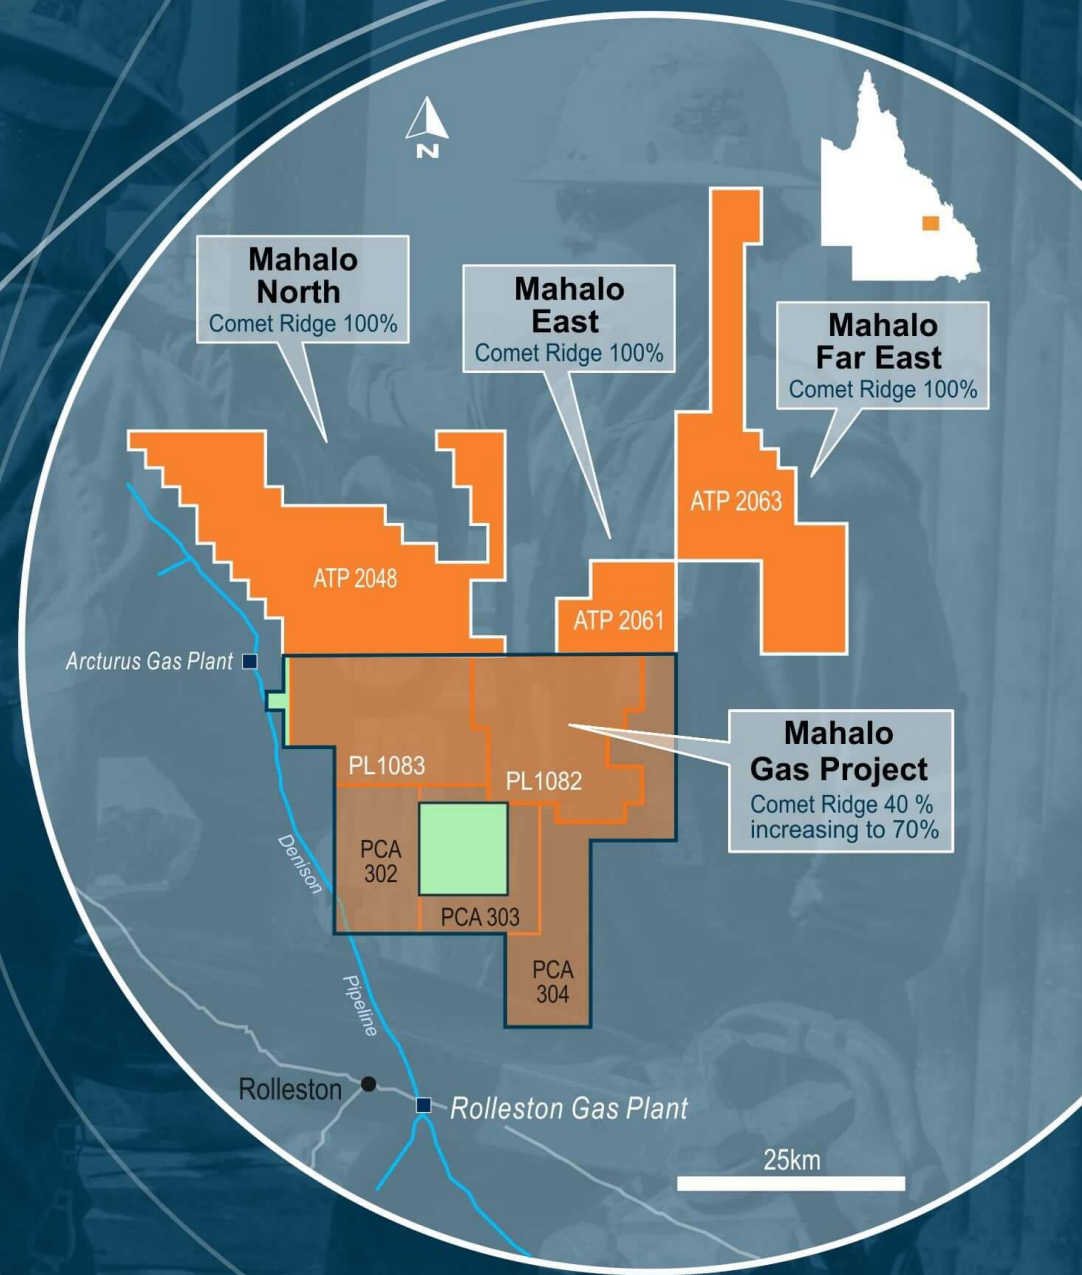 N
Mahalo
North
Comet Ridge 100%
Mahalo
East
Comet Ridge 100%
Mahalo
Far East
Comet Ridge 100%
ATP 2063
ATP 2048
ATP 2061
Arcturus Gas Plant
Mahalo
Gas Project
Comet Ridge 40 %
increasing to 70%
PL1083
PL1082
PCA
302
Denison
PCA 303
PCA
304
Pipeline
Rolleston
Rolleston Gas Plant
25km